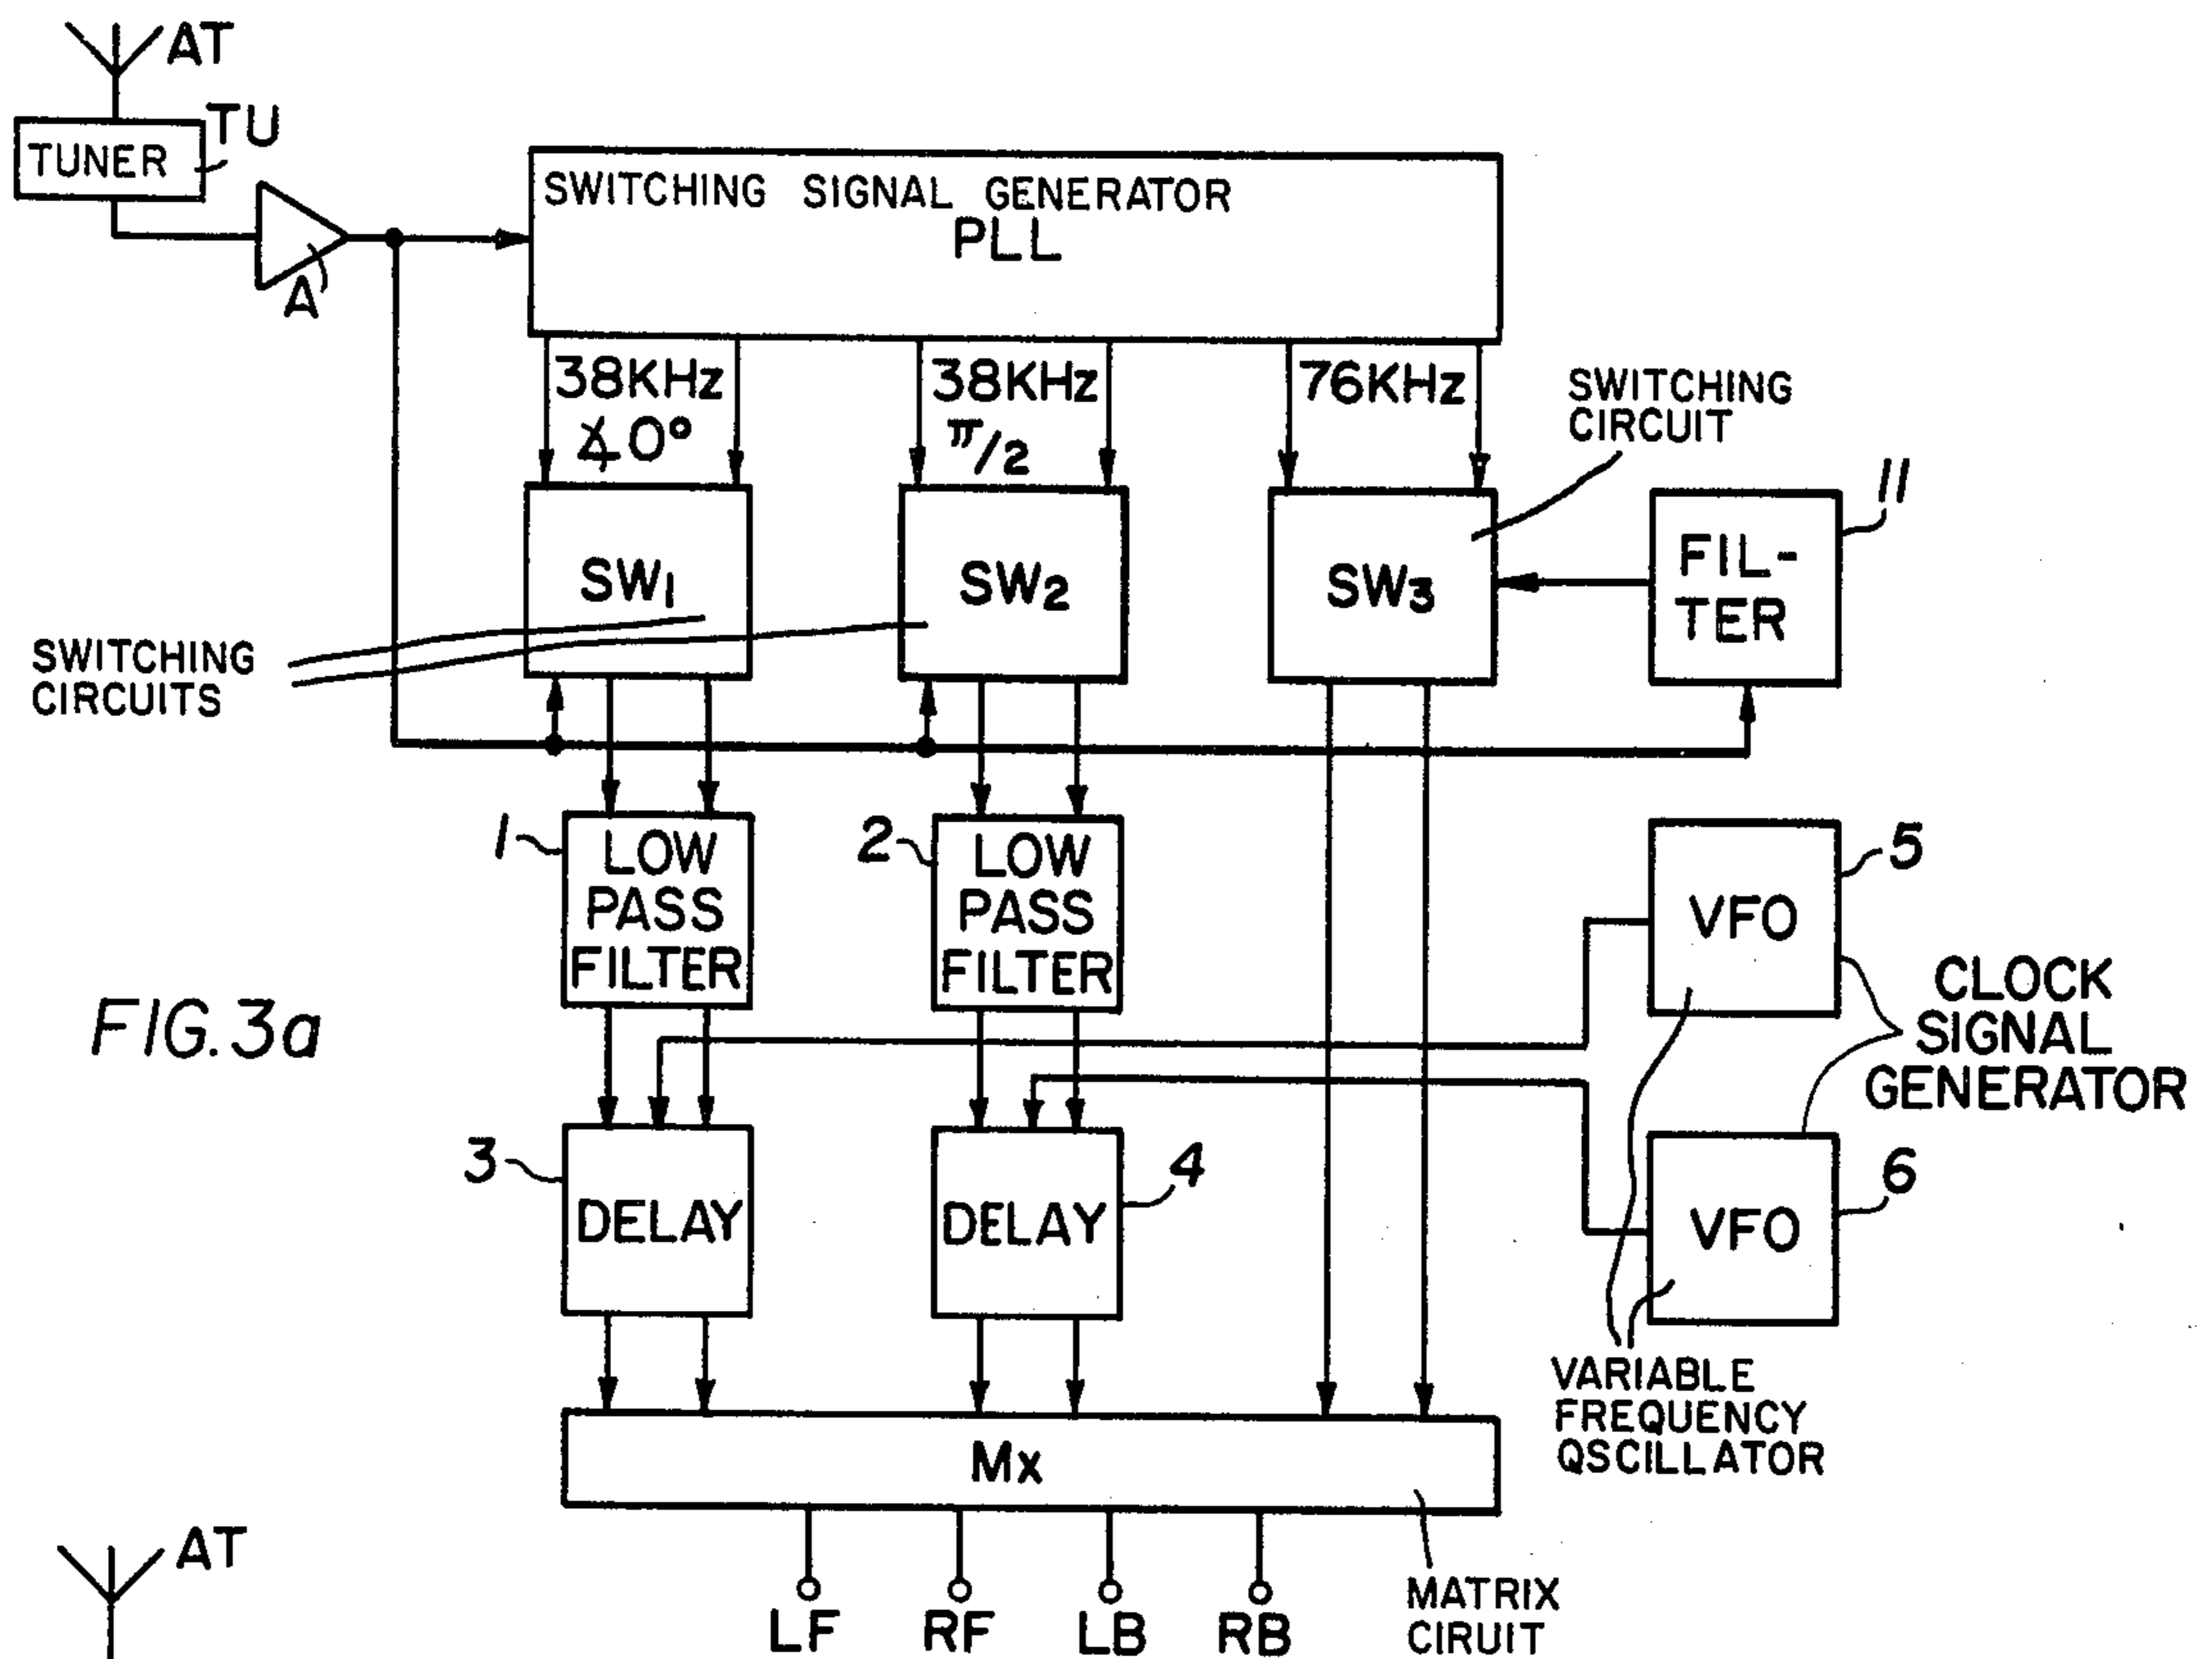 AT
TU
TUNER
A
SWITCHING SIGNAL GENERATOR
PLL
38KHz
∡0°
38KHz
π/2
76KHz
SWITCHING
CIRCUIT
SW1
SW2
SW3
11
FIL-
TER
SWITCHING
CIRCUITS
1
LOW
PASS
FILTER
2
LOW
PASS
FILTER
5
VFO
CLOCK
SIGNAL
GENERATOR
FIG.3a
3
DELAY
4
DELAY
6
VFO
VARIABLE
FREQUENCY
QSCILLATOR
Mx
MATRIX
CIRUIT
LF
RF
LB
RB
AT